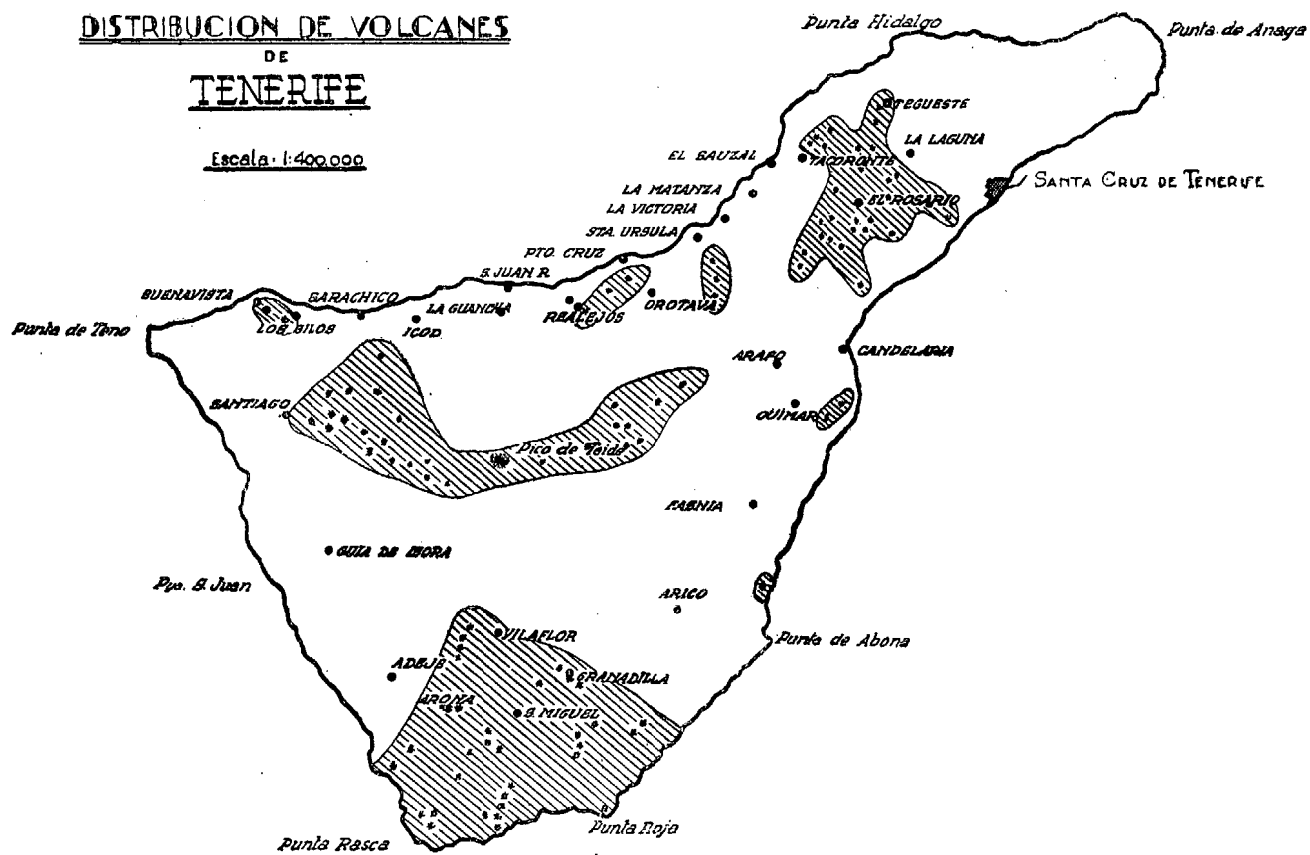 DISTRIBUCION DE VOLCANES
DE
TENERIFE
Escala: 1:400.000
Punta Hidalgo
Punta de Anaga
TEGUESTE
LA LAGUNA
EL SAUZAL
TACORONTE
SANTA CRUZ DE TENERIFE
LA MATANZA
EL ROSARIO
LA VICTORIA
STA. URSULA
PTO. CRUZ
S. JUAN R.
BUENAVISTA
GARACHICO
LA GUANCHA
REALEJOS
OROTAVA
Punta de Teno
LOS SILOS
ICOD
ARAFO
CANDELARIA
SANTIAGO
GÜIMAR
Pico de Teide
FASNIA
GUIA DE ISORA
Pya. S. Juan
ARICO
VILAFLOR
Punta de Abona
ADEJE
GRANADILLA
ARONA
S. MIGUEL
Punta Roja
Punta Rasca